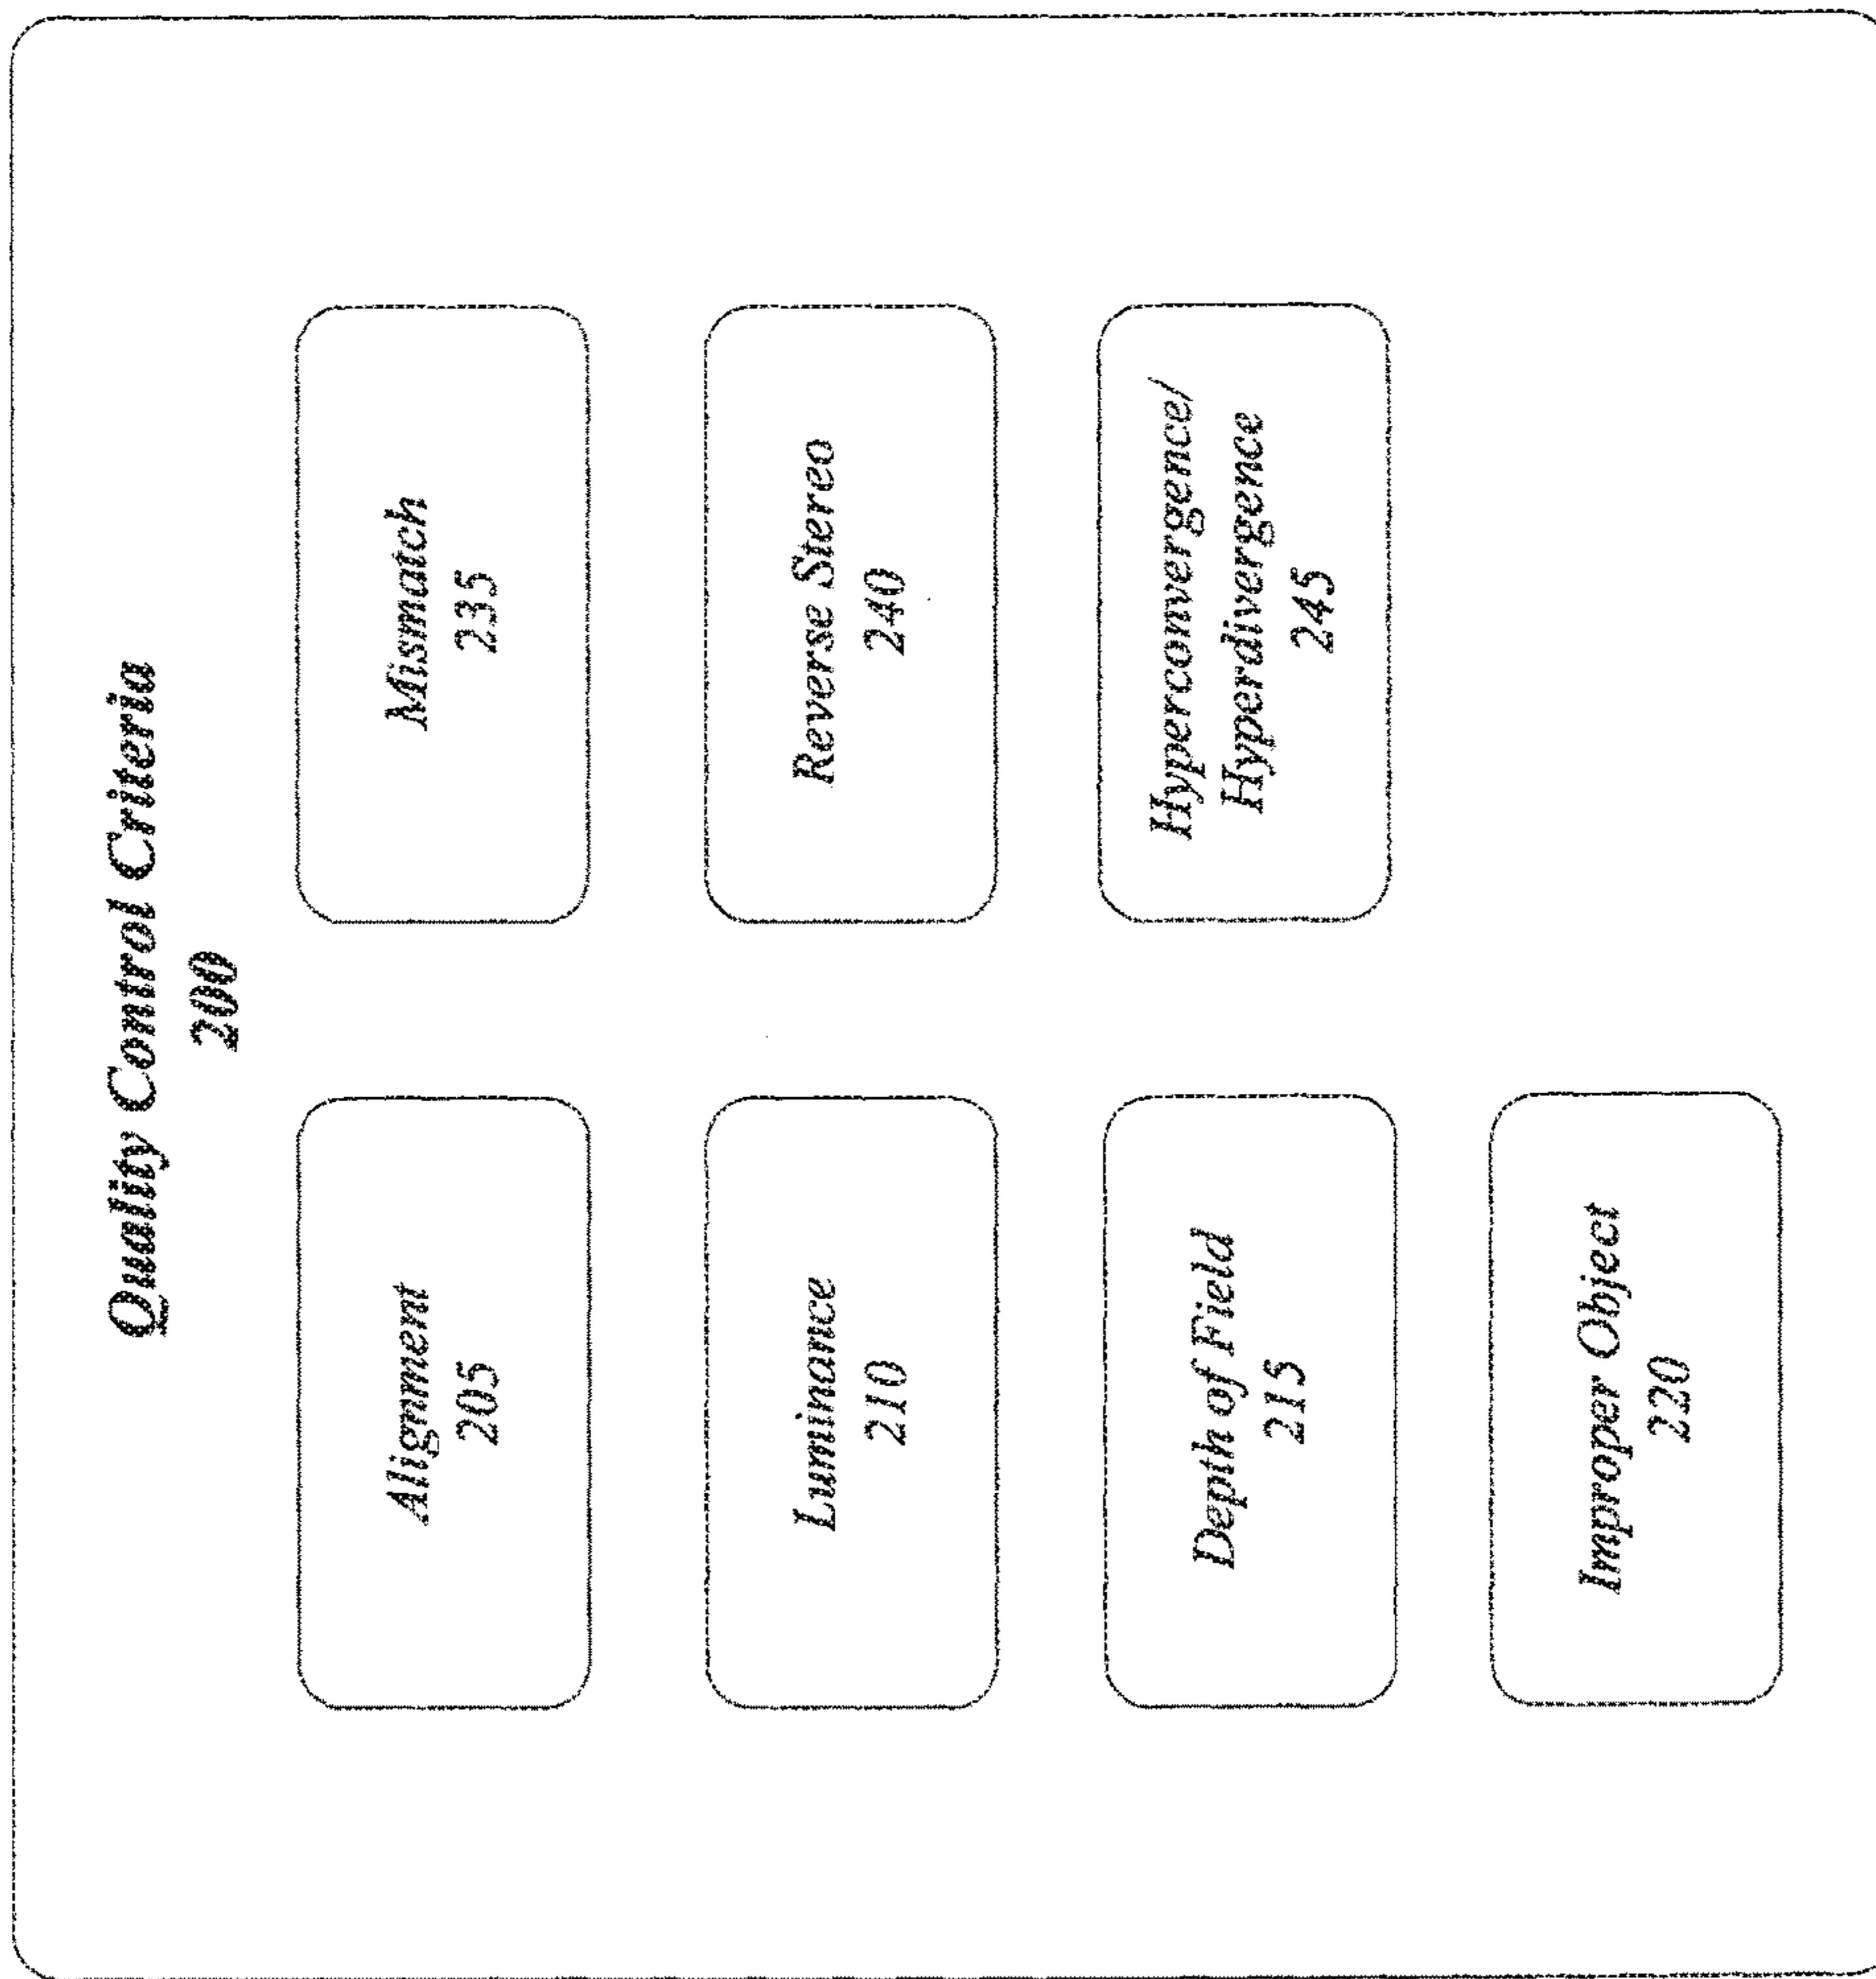 Quality Control Criteria
200
Alignment
205
Luminance
210
Depth of Field
215
Improper Object
220
Mismatch
235
Reverse Stereo
240
Hyperconvergence/
Hyperdivergence
245